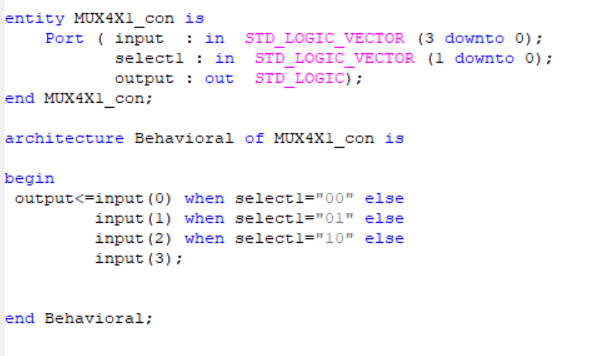 entity MUX4X1_con is
    Port ( input  : in  STD_LOGIC_VECTOR (3 downto 0);
           select1 : in  STD_LOGIC_VECTOR (1 downto 0);
           output : out  STD_LOGIC);
end MUX4X1_con;
architecture Behavioral of MUX4X1_con is
begin
 output<=input(0) when select1="00" else
         input(1) when select1="01" else
         input(2) when select1="10" else
         input(3);
end Behavioral;